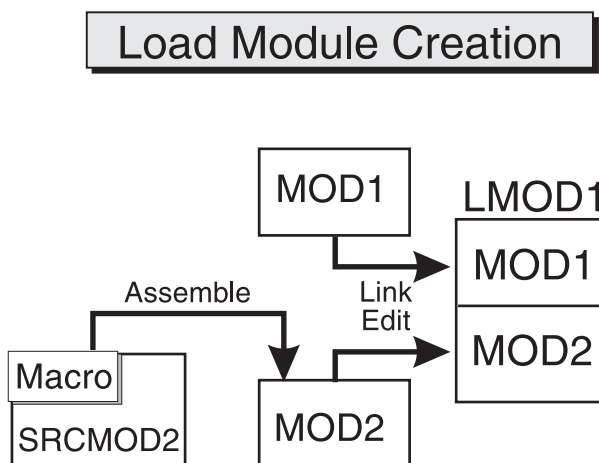 Load Module Creation
MOD1
LMOD1
MOD1
Assemble
Link
Edit
MOD2
Macro
SRCMOD2
MOD2